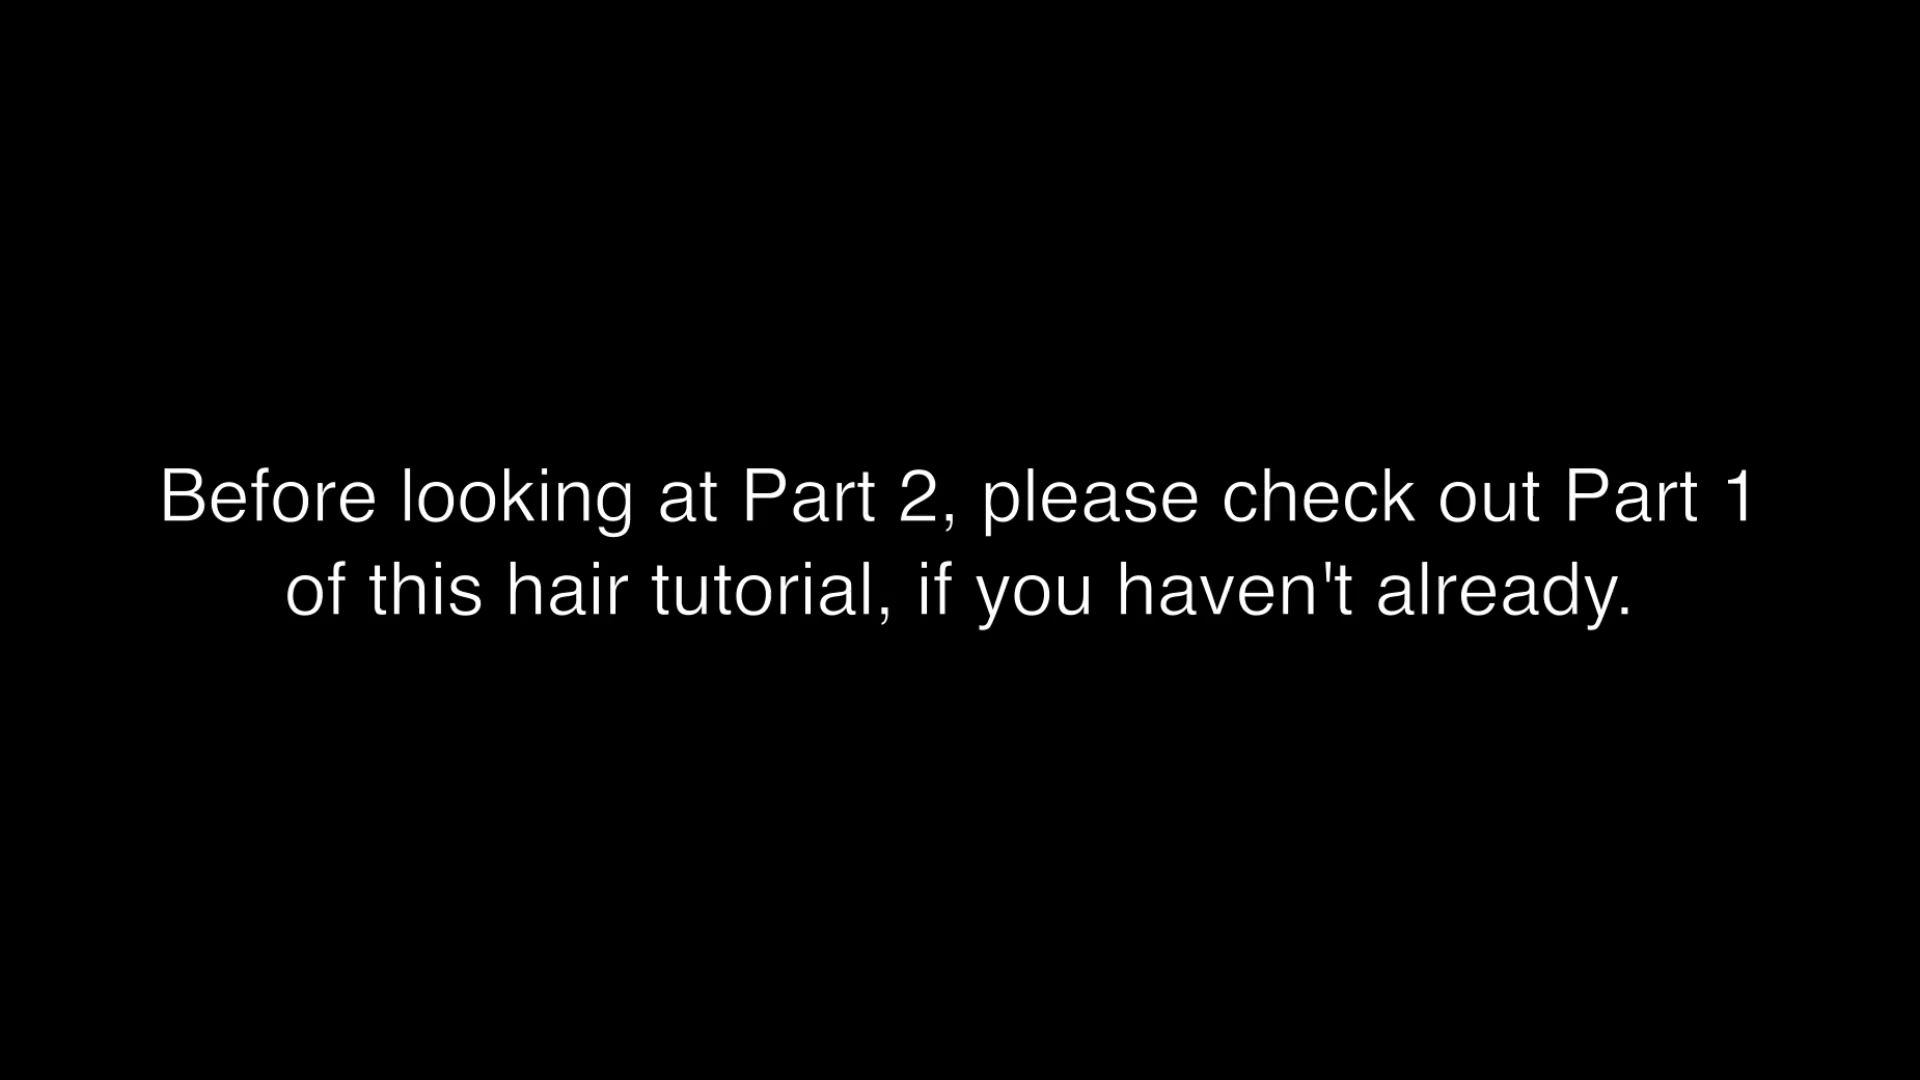 Before looking at Part 2, please check out Part 1
of this hair tutorial, if you haven't already.